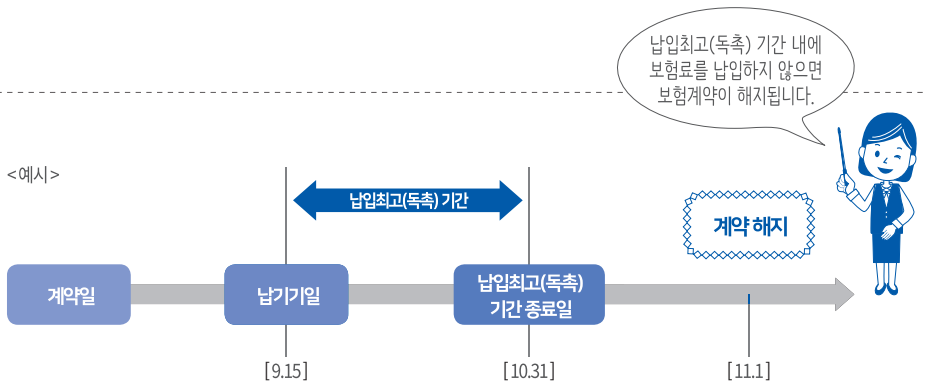 납입최고(독촉) 기간 내에
보험료를 납입하지 않으면
보험계약이 해지됩니다.
<예시>
납입최고(독촉) 기간
계약 해지
계약일
납기기일
납입최고(독촉)
기간 종료일
[9.15]
[10.31]
[11.1]